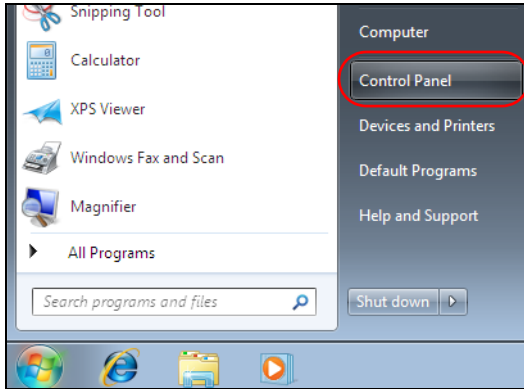 Snipping Tool
Calculator
XPS Viewer
Windows Fax and Scan
Magnifier
All Programs
Search programs and files
Computer
Control Panel
Devices and Printers
Default Programs
Help and Support
Shut down